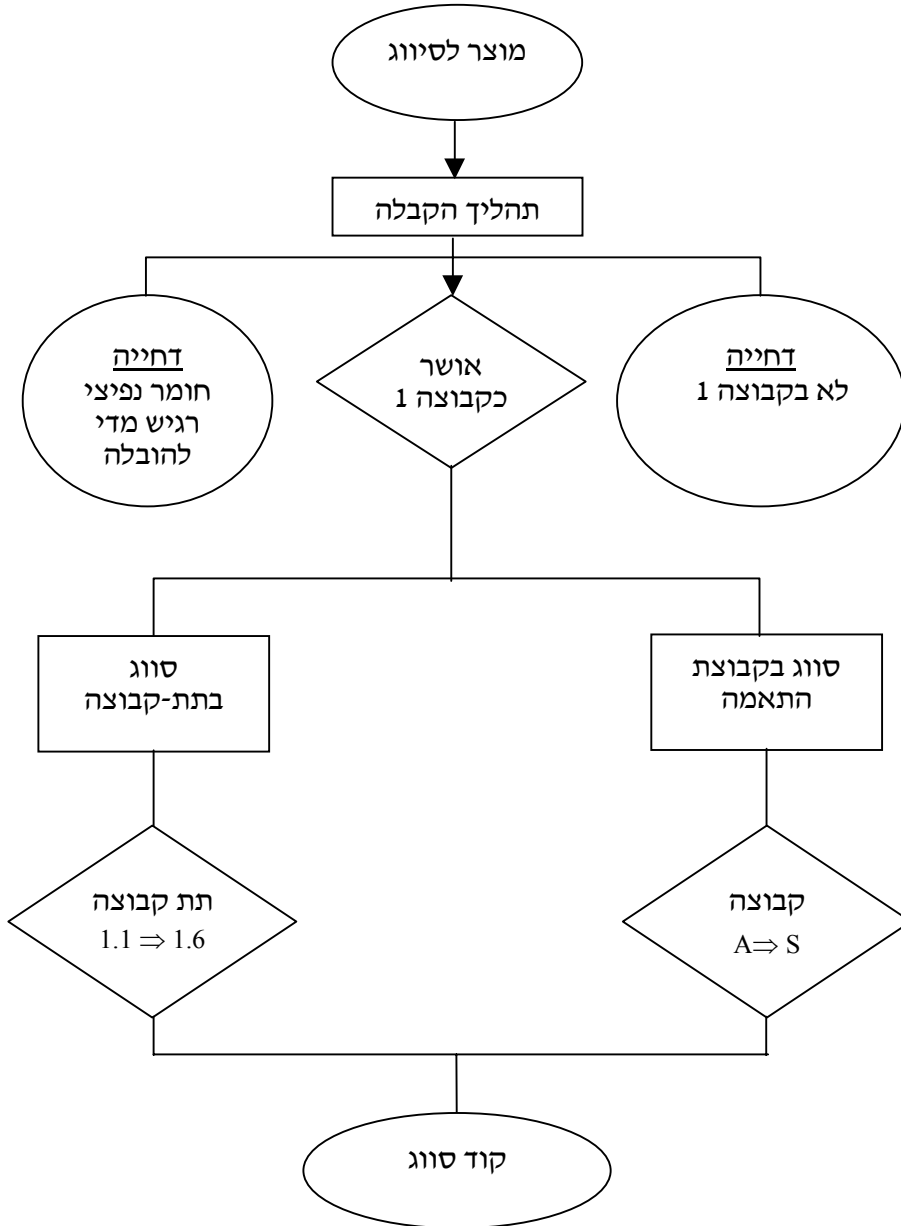 מוצר לסיווג
תהליך הקבלה
דחייה
לא בקבוצה 1
אושר
כקבוצה 1
דחייה
חומר נפיצי
רגיש מדי
להובלה
סווג בקבוצת
התאמה
סווג
בתת-קבוצה
קבוצה
A⇒ S
תת קבוצה
1.1 ⇒ 1.6
קוד סווג